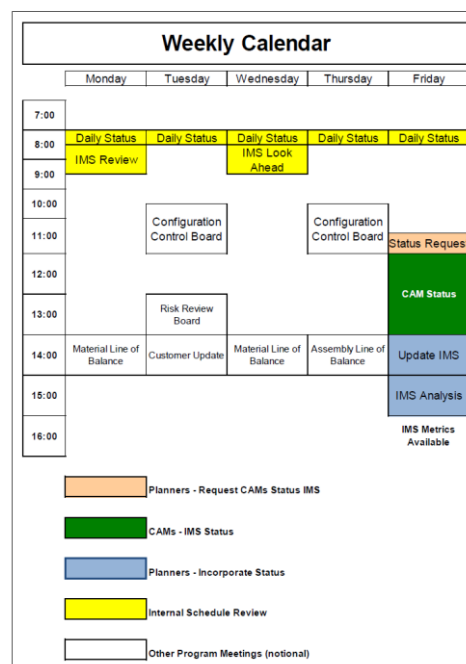 Weekly Calendar
Monday Tuesday Wednesday Thursday Friday
7:00
8:00
Daily Status Daily Status Daily Status Daily Status Daily Status
IMS Review
IMS Look
Ahead
9:00
10:00
Configuration
Control Board
Configuration
Control Board
11:00
Status Reques
12:00
CAM Status
13:00
Risk Review
Board
14:00
Material Line of
Balance
Customer Update
Material Line of
Balance
Assembly Line of
Balance
Update IMS
15:00
IMS Analysis
16:00
IMS Metrics
Available
Planners - Request CAMs Status IMS
CAMs - IMS Status
Planners - Incorporate Status
Internal Schedule Review
Other Program Meetings (notional)